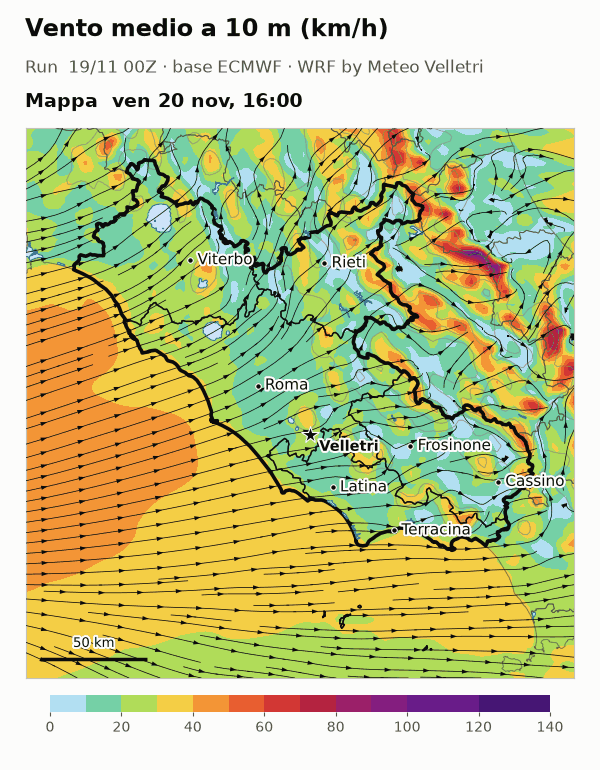 Vento medio a 10 m (km/h)
Run  19/11 00Z · base ECMWF · WRF by Meteo Velletri
Mappa  ven 20 nov, 16:00
Viterbo
Rieti
Roma
Velletri
Frosinone
Cassino
Latina
Terracina
50 km
0 20 40 60 80 100 120 140